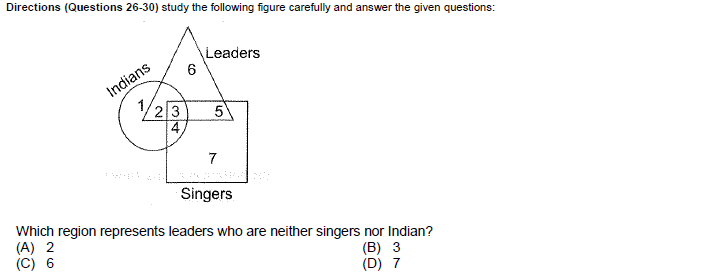 Directions (Questions 26-30) study the following figure carefully and answer the given questions:
Leaders
Indians
6
1
2 3
5
4
7
Singers
Which region represents leaders who are neither singers nor Indian?
(A) 2 (B) 3
(C) 6 (D) 7